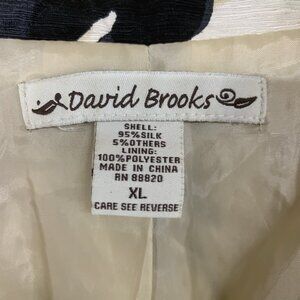 David Brooks
SHELL:
95%SILK
5%OTHERS
LINING:
100%POLYESTER
MADE IN CHINA
RN 88820
XL
CARE SEE REVERSE